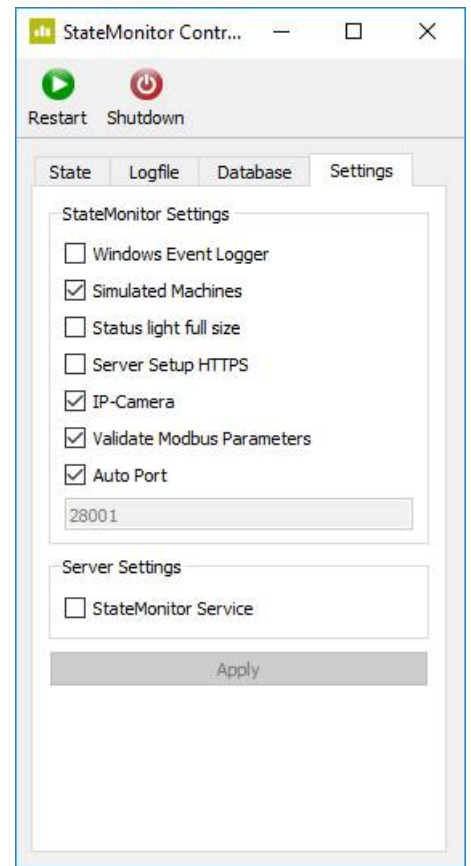 StateMonitor Contr...
Restart Shutdown
State Logfile Database Settings
StateMonitor Settings
Windows Event Logger
Simulated Machines
Status light full size
Server Setup HTTPS
IP-Camera
Validate Modbus Parameters
Auto Port
28001
Server Settings
StateMonitor Service
Apply